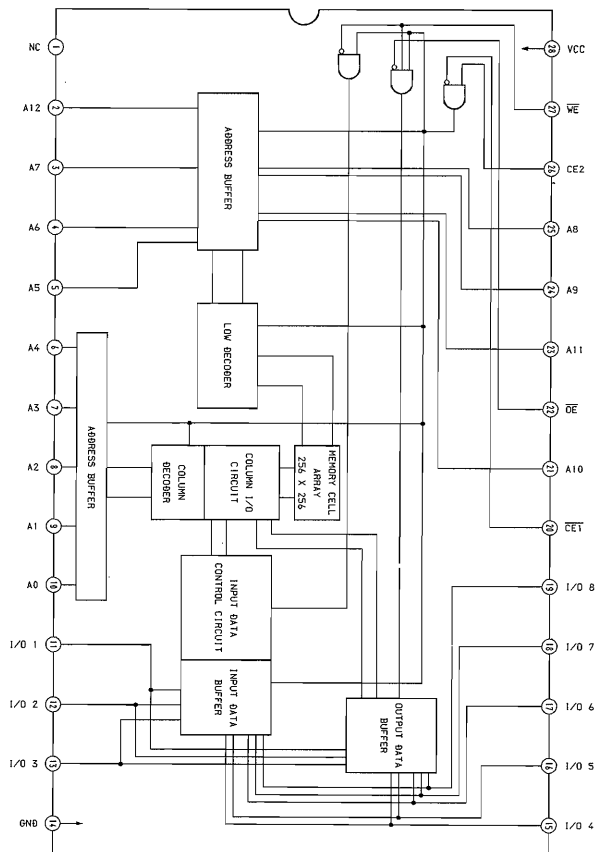 NC 1
28 VCC
A12 2
27 WE
A7 3
26 CE2
A6 4
25 A8
A5 5
24 A9
A4 6
23 A11
A3 7
22 OE
A2 8
21 A10
A1 9
20 CE1
A0 10
19 I/O 8
I/O 1 11
18 I/O 7
I/O 2 12
17 I/O 6
I/O 3 13
16 I/O 5
GND 14
15 I/O 4
ADDRESS BUFFER
LOW DECODER
ADDRESS BUFFER
COLUMN
DECODER
COLUMN I/O
CIRCUIT
MEMORY CELL
ARRAY
256 X 256
INPUT DATA
CONTROL CIRCUIT
INPUT DATA
BUFFER
OUTPUT DATA
BUFFER